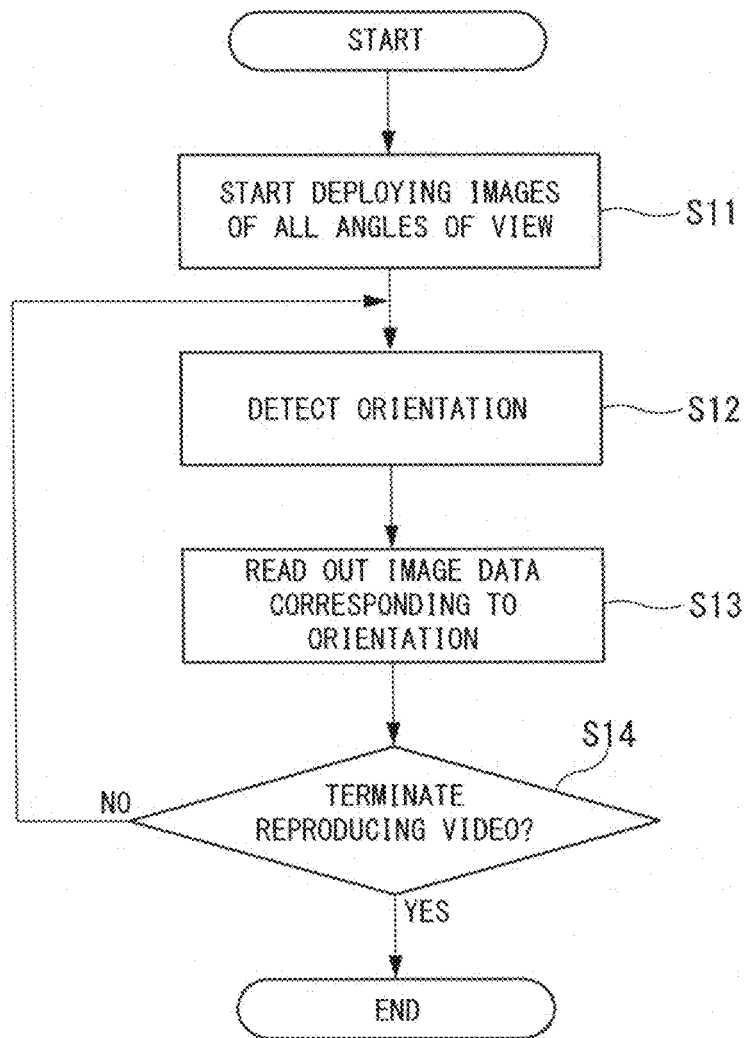 START
START DEPLOYING IMAGES
OF ALL ANGLES OF VIEW
S11
DETECT ORIENTATION
S12
READ OUT IMAGE DATA
CORRESPONDING TO
ORIENTATION
S13
S14
TERMINATE
REPRODUCING VIDEO?
NO
YES
END